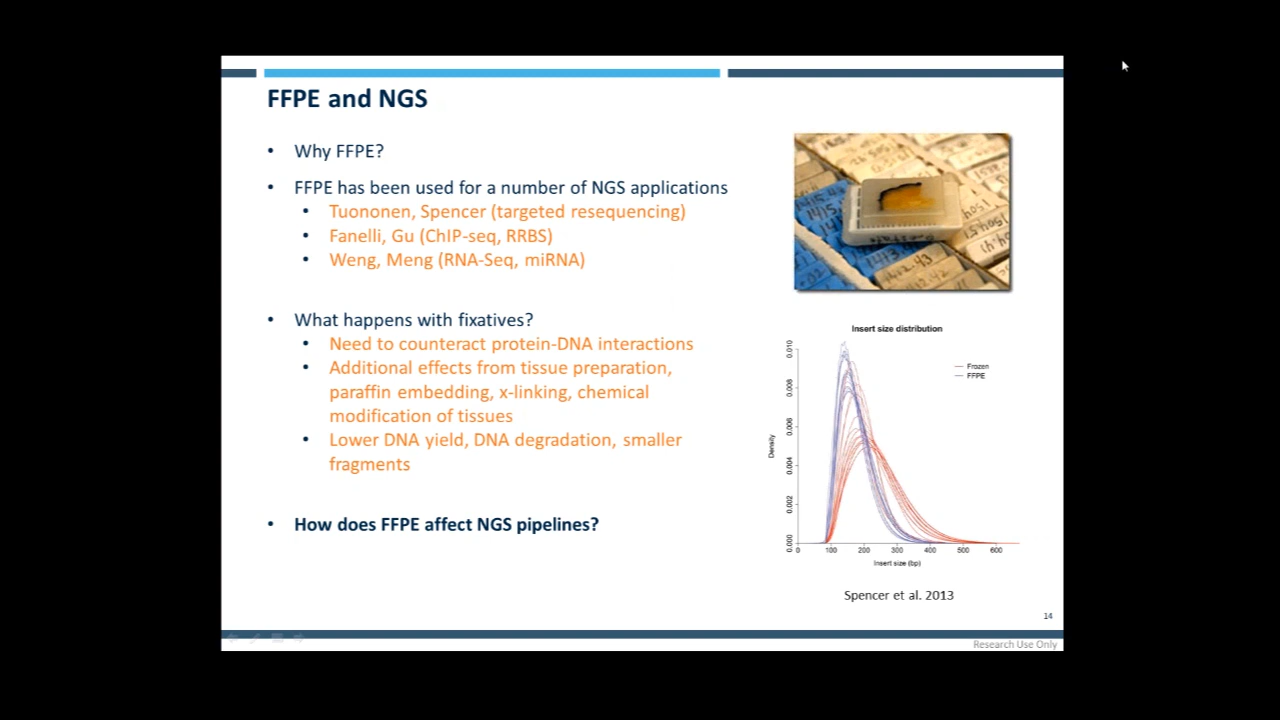 FFPE and NGS
• Why FFPE?
• FFPE has been used for a number of NGS applications
• Tuononen, Spencer (targeted resequencing)
• Fanelli, Gu (ChIP-seq, RRBS)
• Weng, Meng (RNA-Seq, miRNA)
• What happens with fixatives?
• Need to counteract protein-DNA interactions
• Additional effects from tissue preparation,
paraffin embedding, x-linking, chemical
modification of tissues
• Lower DNA yield, DNA degradation, smaller
fragments
• How does FFPE affect NGS pipelines?
Insert size distribution
Frozen
FFPE
Density
0.010
0.008
0.006
0.004
0.002
0.000
0 100 200 300 400 500 600
Insert size (bp)
Spencer et al. 2013
14
Research Use Only